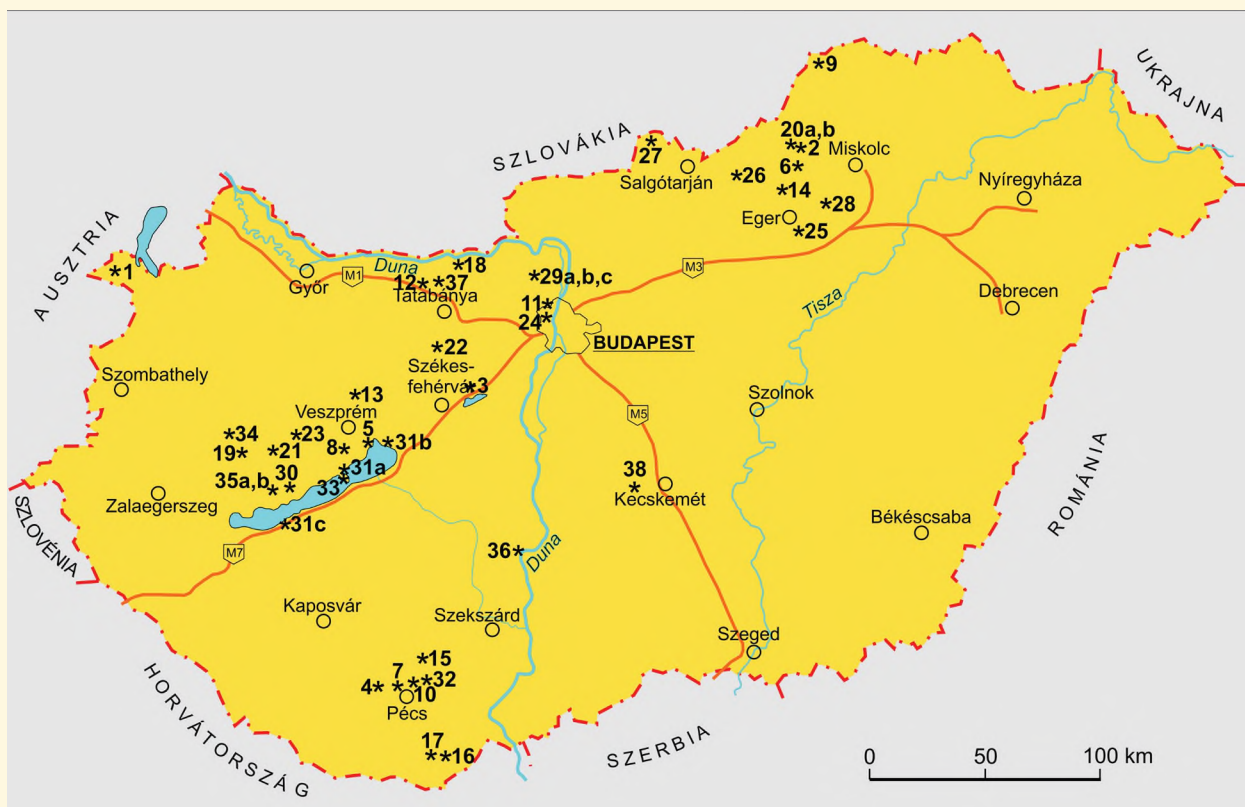 UKRAJNA
*9
SZLOVÁKIA
20a,b
*
*2
27
*
Miskolc
6*
Salgótarján
*26
Nyíregyháza
*14
*28
Eger
*25
AUSZTRIA
*1
Győr
M1
Duna
*18
12*
*37
Tatabánya
*29a,b,c
11*
24*
M3
BUDAPEST
Tisza
Debrecen
*22
Székes-
fehérvár
*3
Szombathely
*13
Veszprém
M5
Szolnok
*34
*23
5
*
*31b
19*
*21
8*
*31a
33*
35a,b
*
30
*
38
*
Kecskemét
Zalaegerszeg
*31c
SZLOVÉNIA
M7
36*
Duna
Békéscsaba
ROMÁNIA
Kaposvár
Szekszárd
Szeged
*15
7
*
*32
4*
*
10
Pécs
17
*
*16
HORVÁTORSZÁG
SZERBIA
0
50
100 km